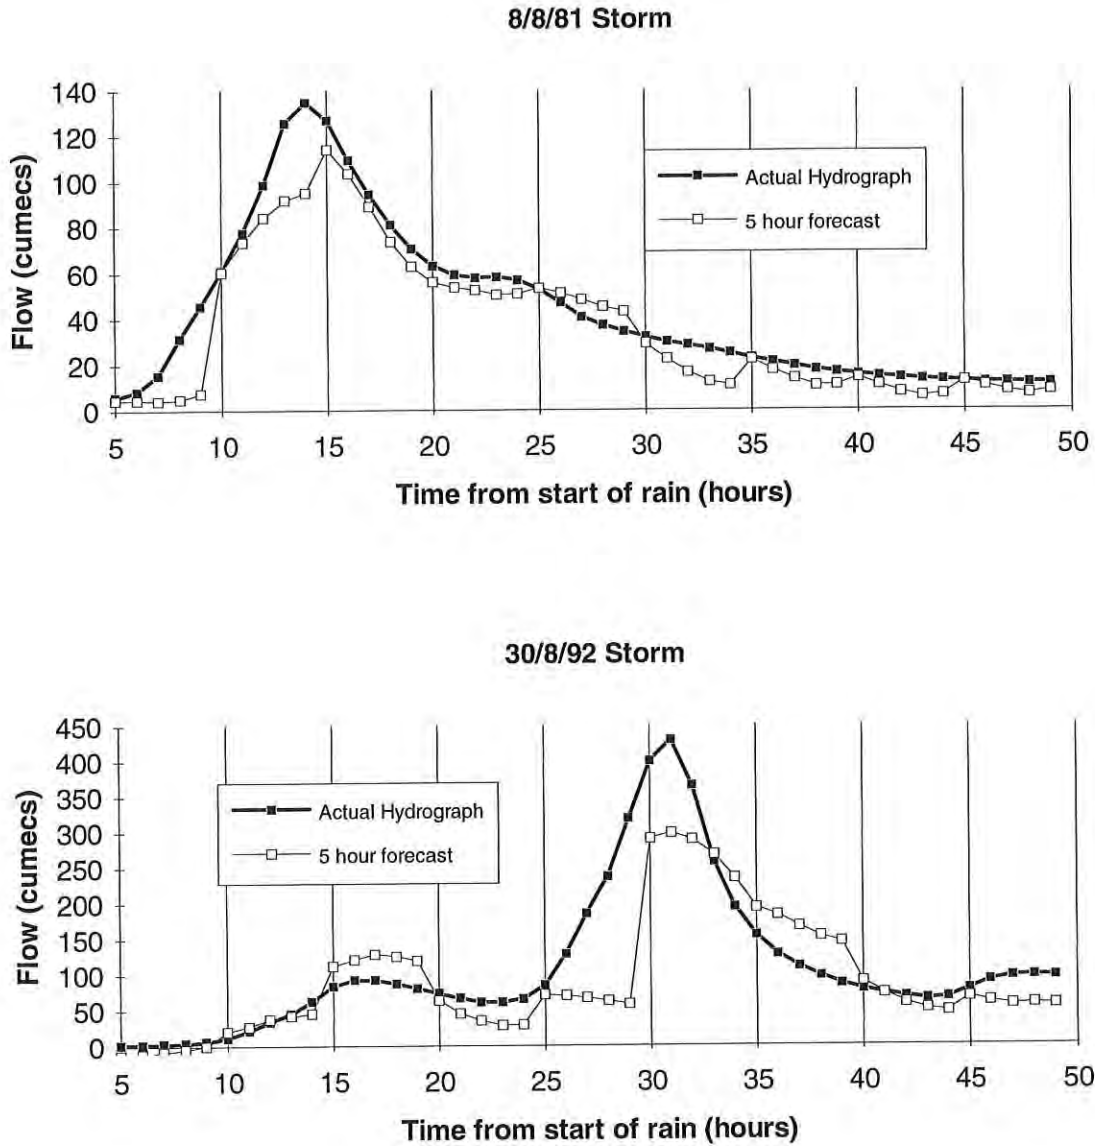 8/8/81 Storm
140
120
100
80
60
40
20
0
Flow (cumecs)
Actual Hydrograph
5 hour forecast
5 10 15 20 25 30 35 40 45 50
Time from start of rain (hours)
30/8/92 Storm
450
400
350
300
250
200
150
100
50
0
Flow (cumecs)
Actual Hydrograph
5 hour forecast
5 10 15 20 25 30 35 40 45 50
Time from start of rain (hours)